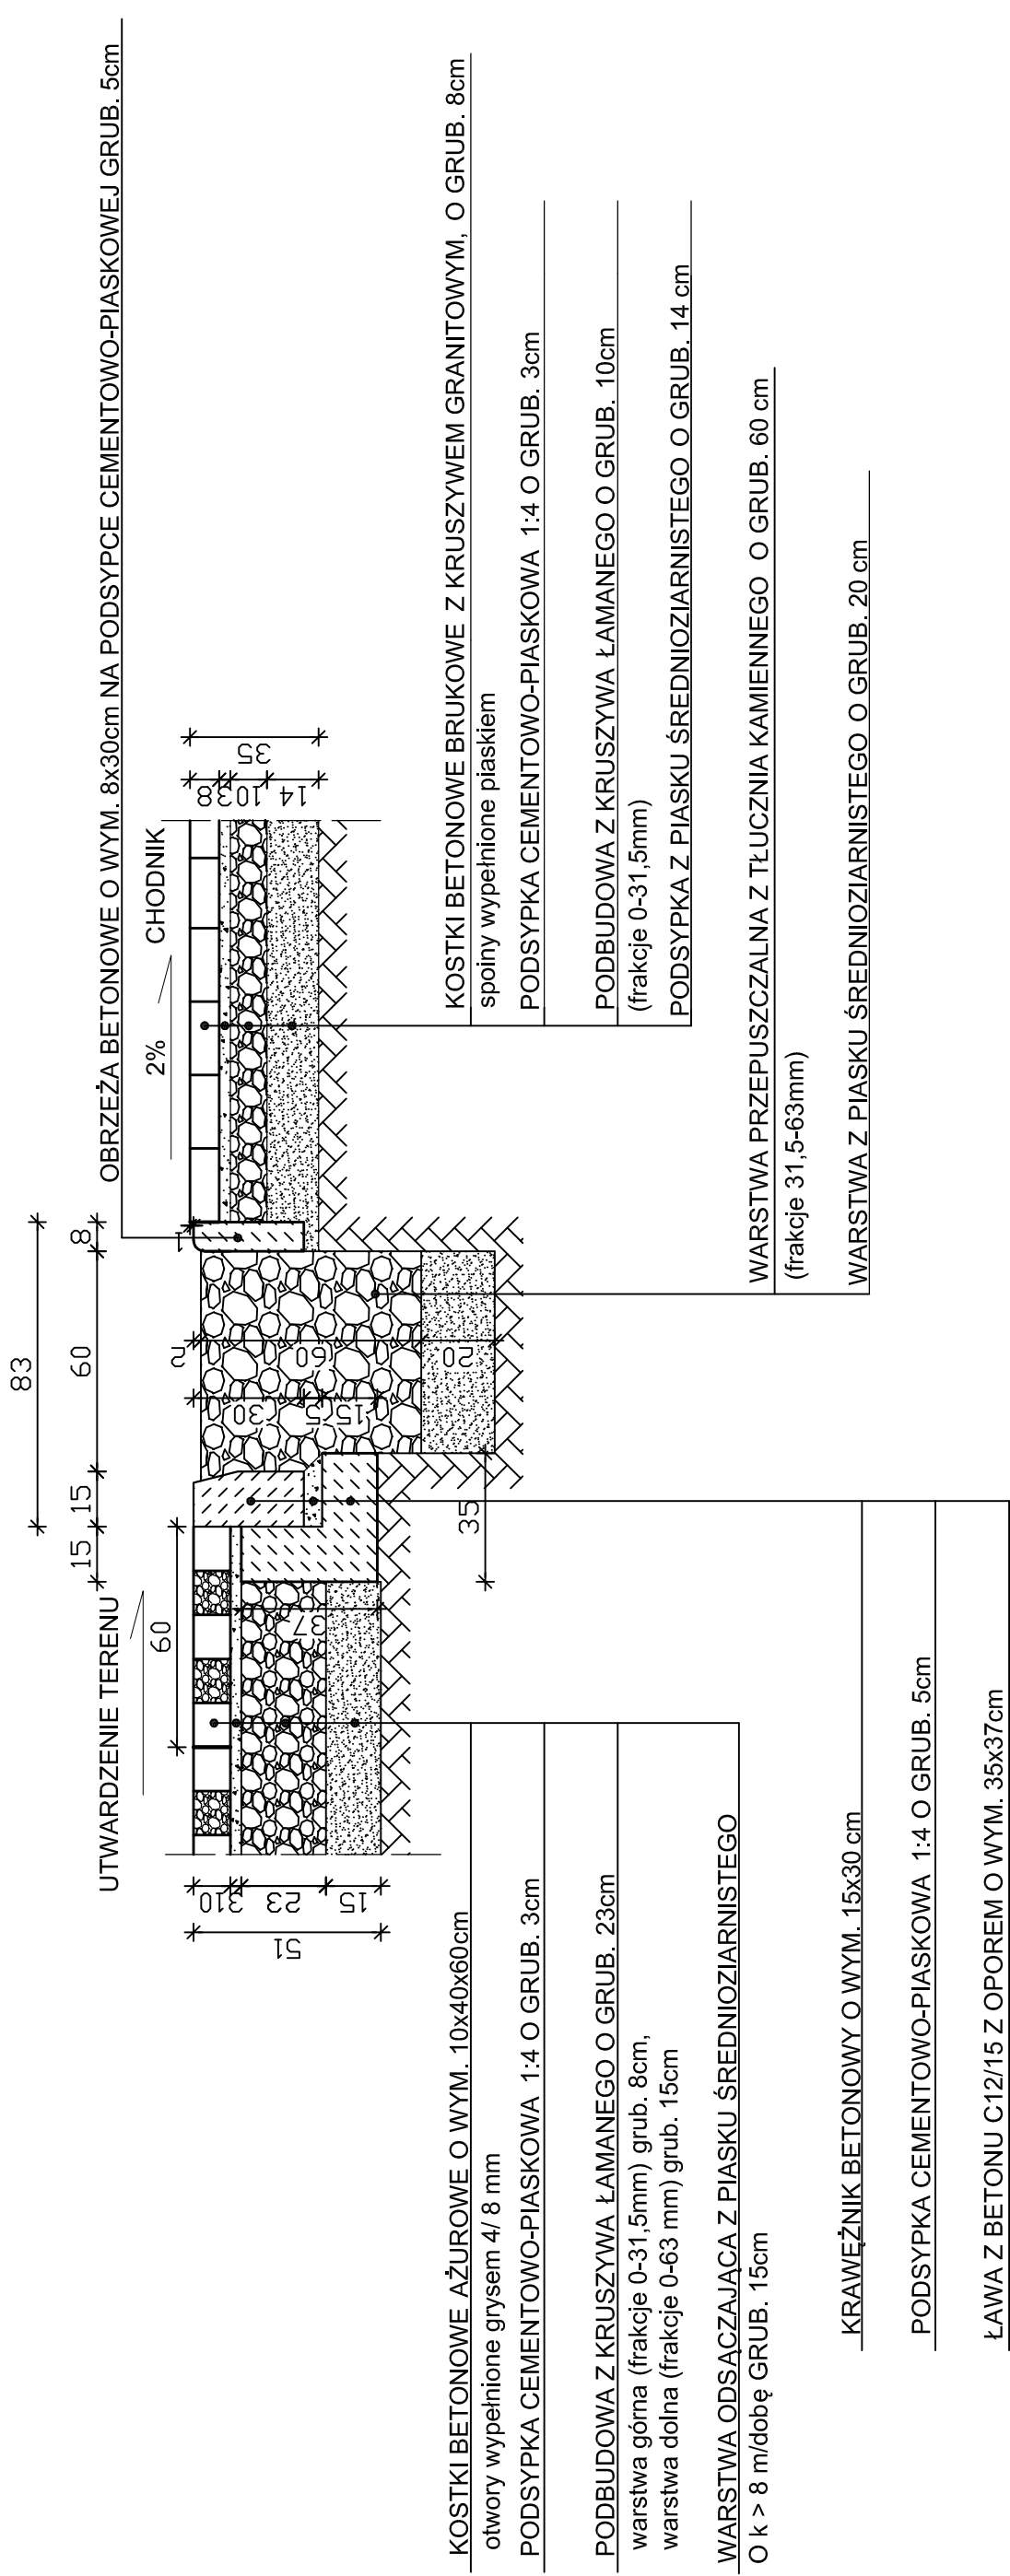 OBRZEŻA BETONOWE O WYM. 8x30cm NA PODSYPCE CEMENTOWO-PIASKOWEJ GRUB. 5cm
83
15
15
60
8
UTWARDZENIE TERENU
2%
CHODNIK
60
1
2
30
5
15
60
20
37
35
51
310
23
15
1038
14
35
KOSTKI BETONOWE AŻUROWE O WYM. 10x40x60cm
otwory wypełnione grysem 4/ 8 mm
PODSYPKA CEMENTOWO-PIASKOWA 1:4 O GRUB. 3cm
PODBUDOWA Z KRUSZYWA ŁAMANEGO O GRUB. 23cm
warstwa górna (frakcje 0-31,5mm) grub. 8cm,
warstwa dolna (frakcje 0-63 mm) grub. 15cm
WARSTWA ODSĄCZAJĄCA Z PIASKU ŚREDNIOZIARNISTEGO
O k > 8 m/dobę GRUB. 15cm
KRAWĘŻNIK BETONOWY O WYM. 15x30 cm
PODSYPKA CEMENTOWO-PIASKOWA 1:4 O GRUB. 5cm
ŁAWA Z BETONU C12/15 Z OPOREM O WYM. 35x37cm
KOSTKI BETONOWE BRUKOWE Z KRUSZYWEM GRANITOWYM, O GRUB. 8cm
spoiny wypełnione piaskiem
PODSYPKA CEMENTOWO-PIASKOWA 1:4 O GRUB. 3cm
PODBUDOWA Z KRUSZYWA ŁAMANEGO O GRUB. 10cm
(frakcje 0-31,5mm)
PODSYPKA Z PIASKU ŚREDNIOZIARNISTEGO O GRUB. 14 cm
WARSTWA PRZEPUSZCZALNA Z TŁUCZNIA KAMIENNEGO O GRUB. 60 cm
(frakcje 31,5-63mm)
WARSTWA Z PIASKU ŚREDNIOZIARNISTEGO O GRUB. 20 cm